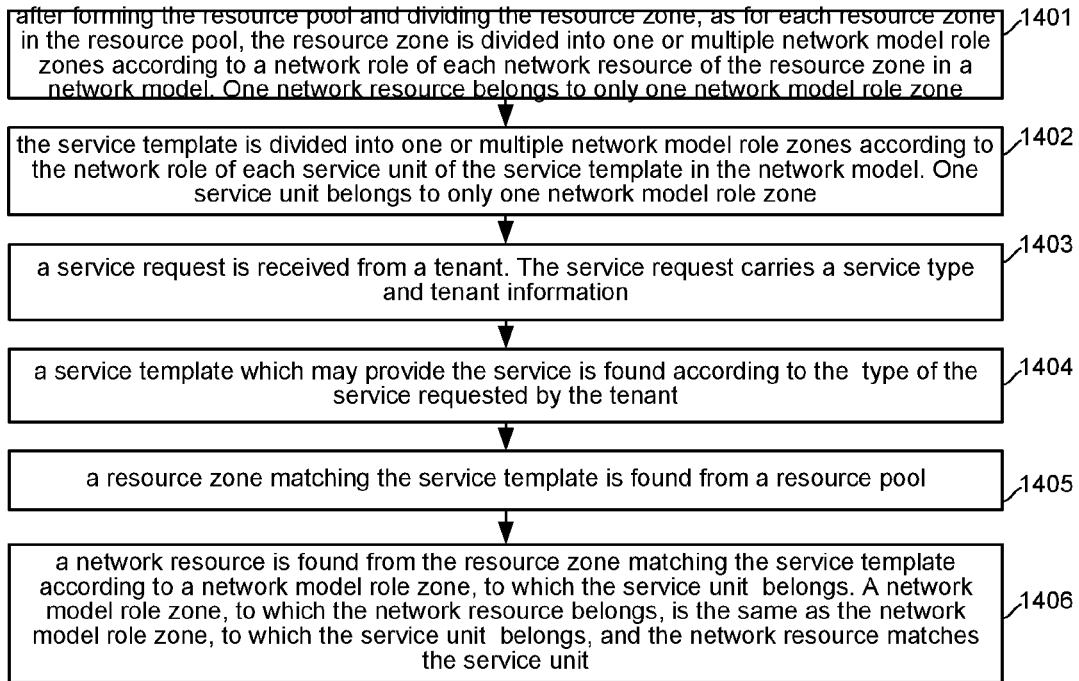 after forming the resource pool and dividing the resource zone, as for each resource zone
in the resource pool, the resource zone is divided into one or multiple network model role
zones according to a network role of each network resource of the resource zone in a
network model. One network resource belongs to only one network model role zone
1401
the service template is divided into one or multiple network model role zones according to
the network role of each service unit of the service template in the network model. One
service unit belongs to only one network model role zone
1402
a service request is received from a tenant. The service request carries a service type
and tenant information
1403
a service template which may provide the service is found according to the type of the
service requested by the tenant
1404
a resource zone matching the service template is found from a resource pool
1405
a network resource is found from the resource zone matching the service template
according to a network model role zone, to which the service unit belongs. A network
model role zone, to which the network resource belongs, is the same as the network
model role zone, to which the service unit belongs, and the network resource matches
the service unit
1406